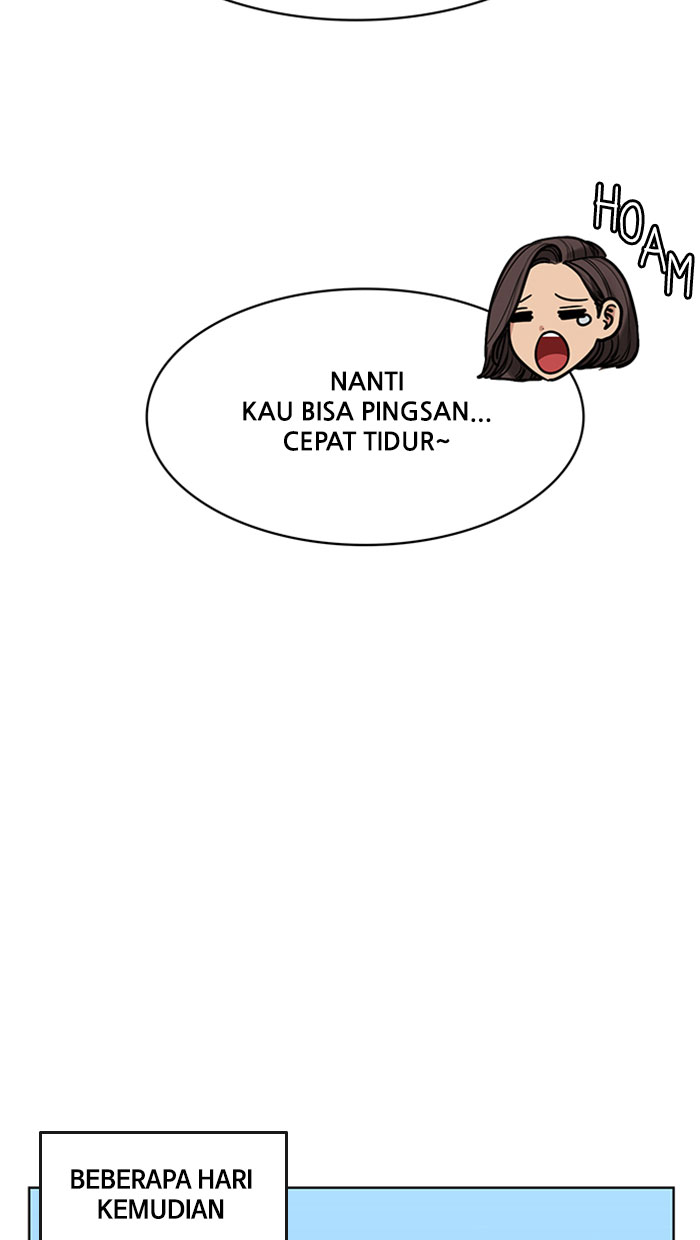 HOAM
NANTI
KAU BISA PINGSAN...
CEPAT TIDUR~
BEBERAPA HARI
KEMUDIAN